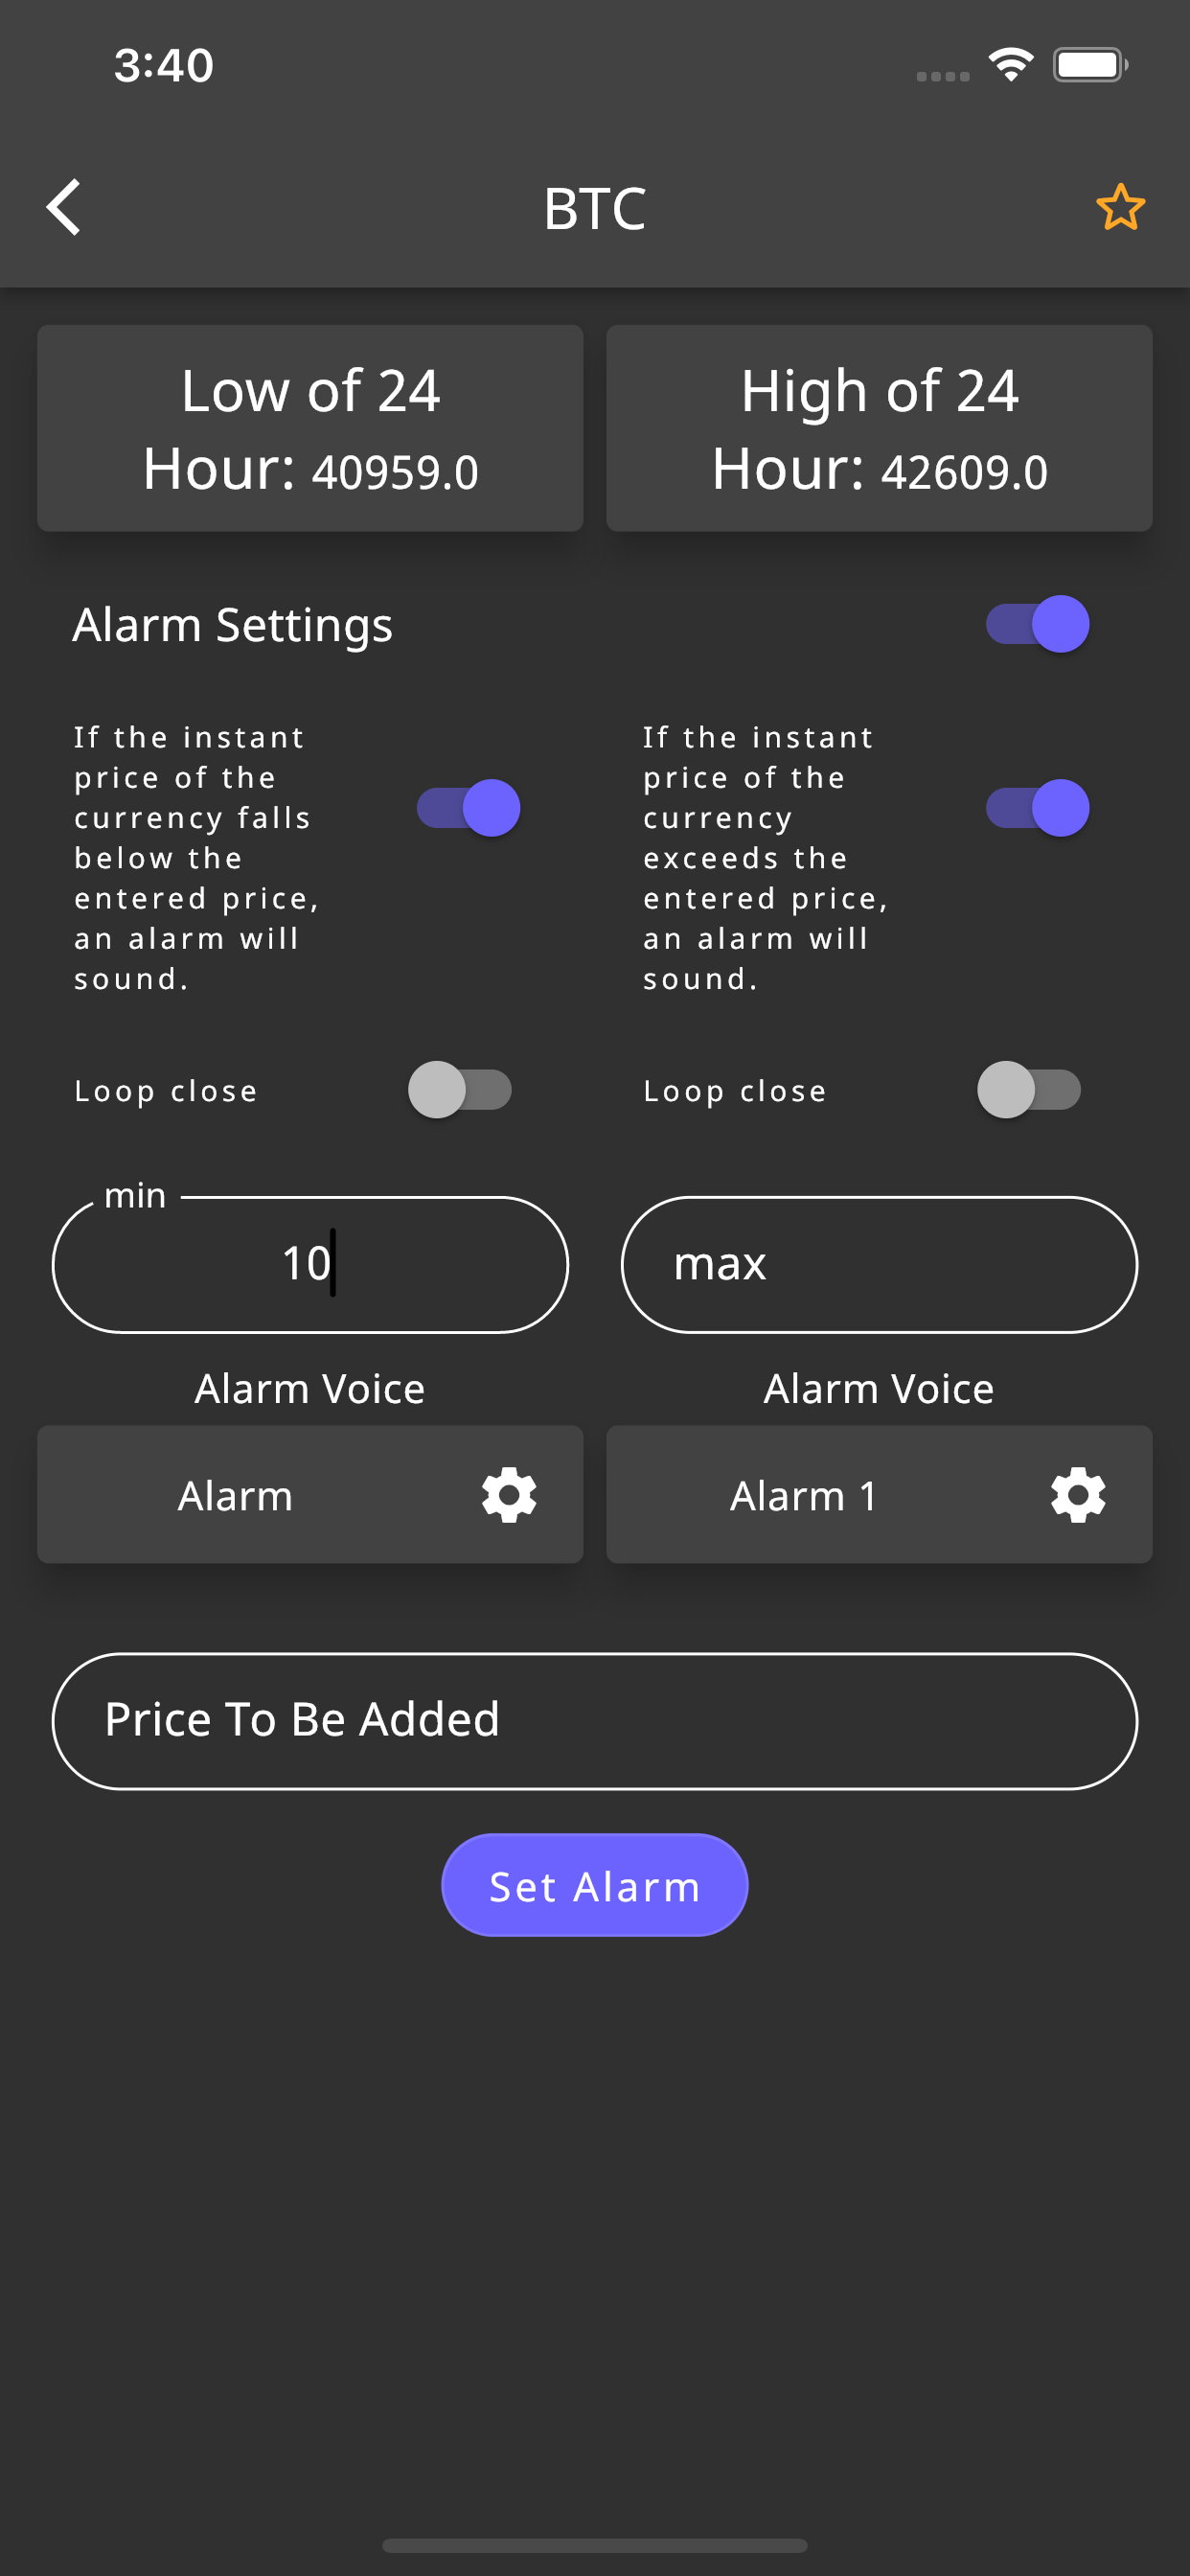 3:40
BTC
Low of 24
Hour: 40959.0
High of 24
Hour: 42609.0
Alarm Settings
If the instant
price of the
currency falls
below the
entered price,
an alarm will
sound.
If the instant
price of the
currency
exceeds the
entered price,
an alarm will
sound.
Loop close
Loop close
min
10
max
Alarm Voice
Alarm Voice
Alarm
Alarm 1
Price To Be Added
Set Alarm